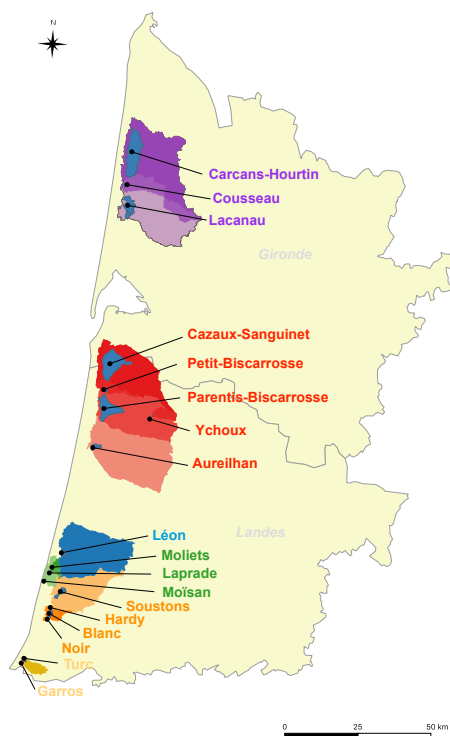 N
Carcans-Hourtin
Cousseau
Lacanau
Gironde
Cazaux-Sanguinet
Petit-Biscarrosse
Parentis-Biscarrosse
Ychoux
Aureilhan
Landes
Léon
Moliets
Laprade
Moïsan
Soustons
Hardy
Blanc
Noir
Turc
Garros
0 25 50 km